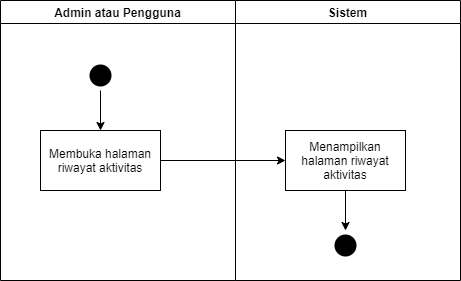 Admin atau Pengguna
Sistem
Membuka halaman
riwayat aktivitas
Menampilkan
halaman riwayat
aktivitas